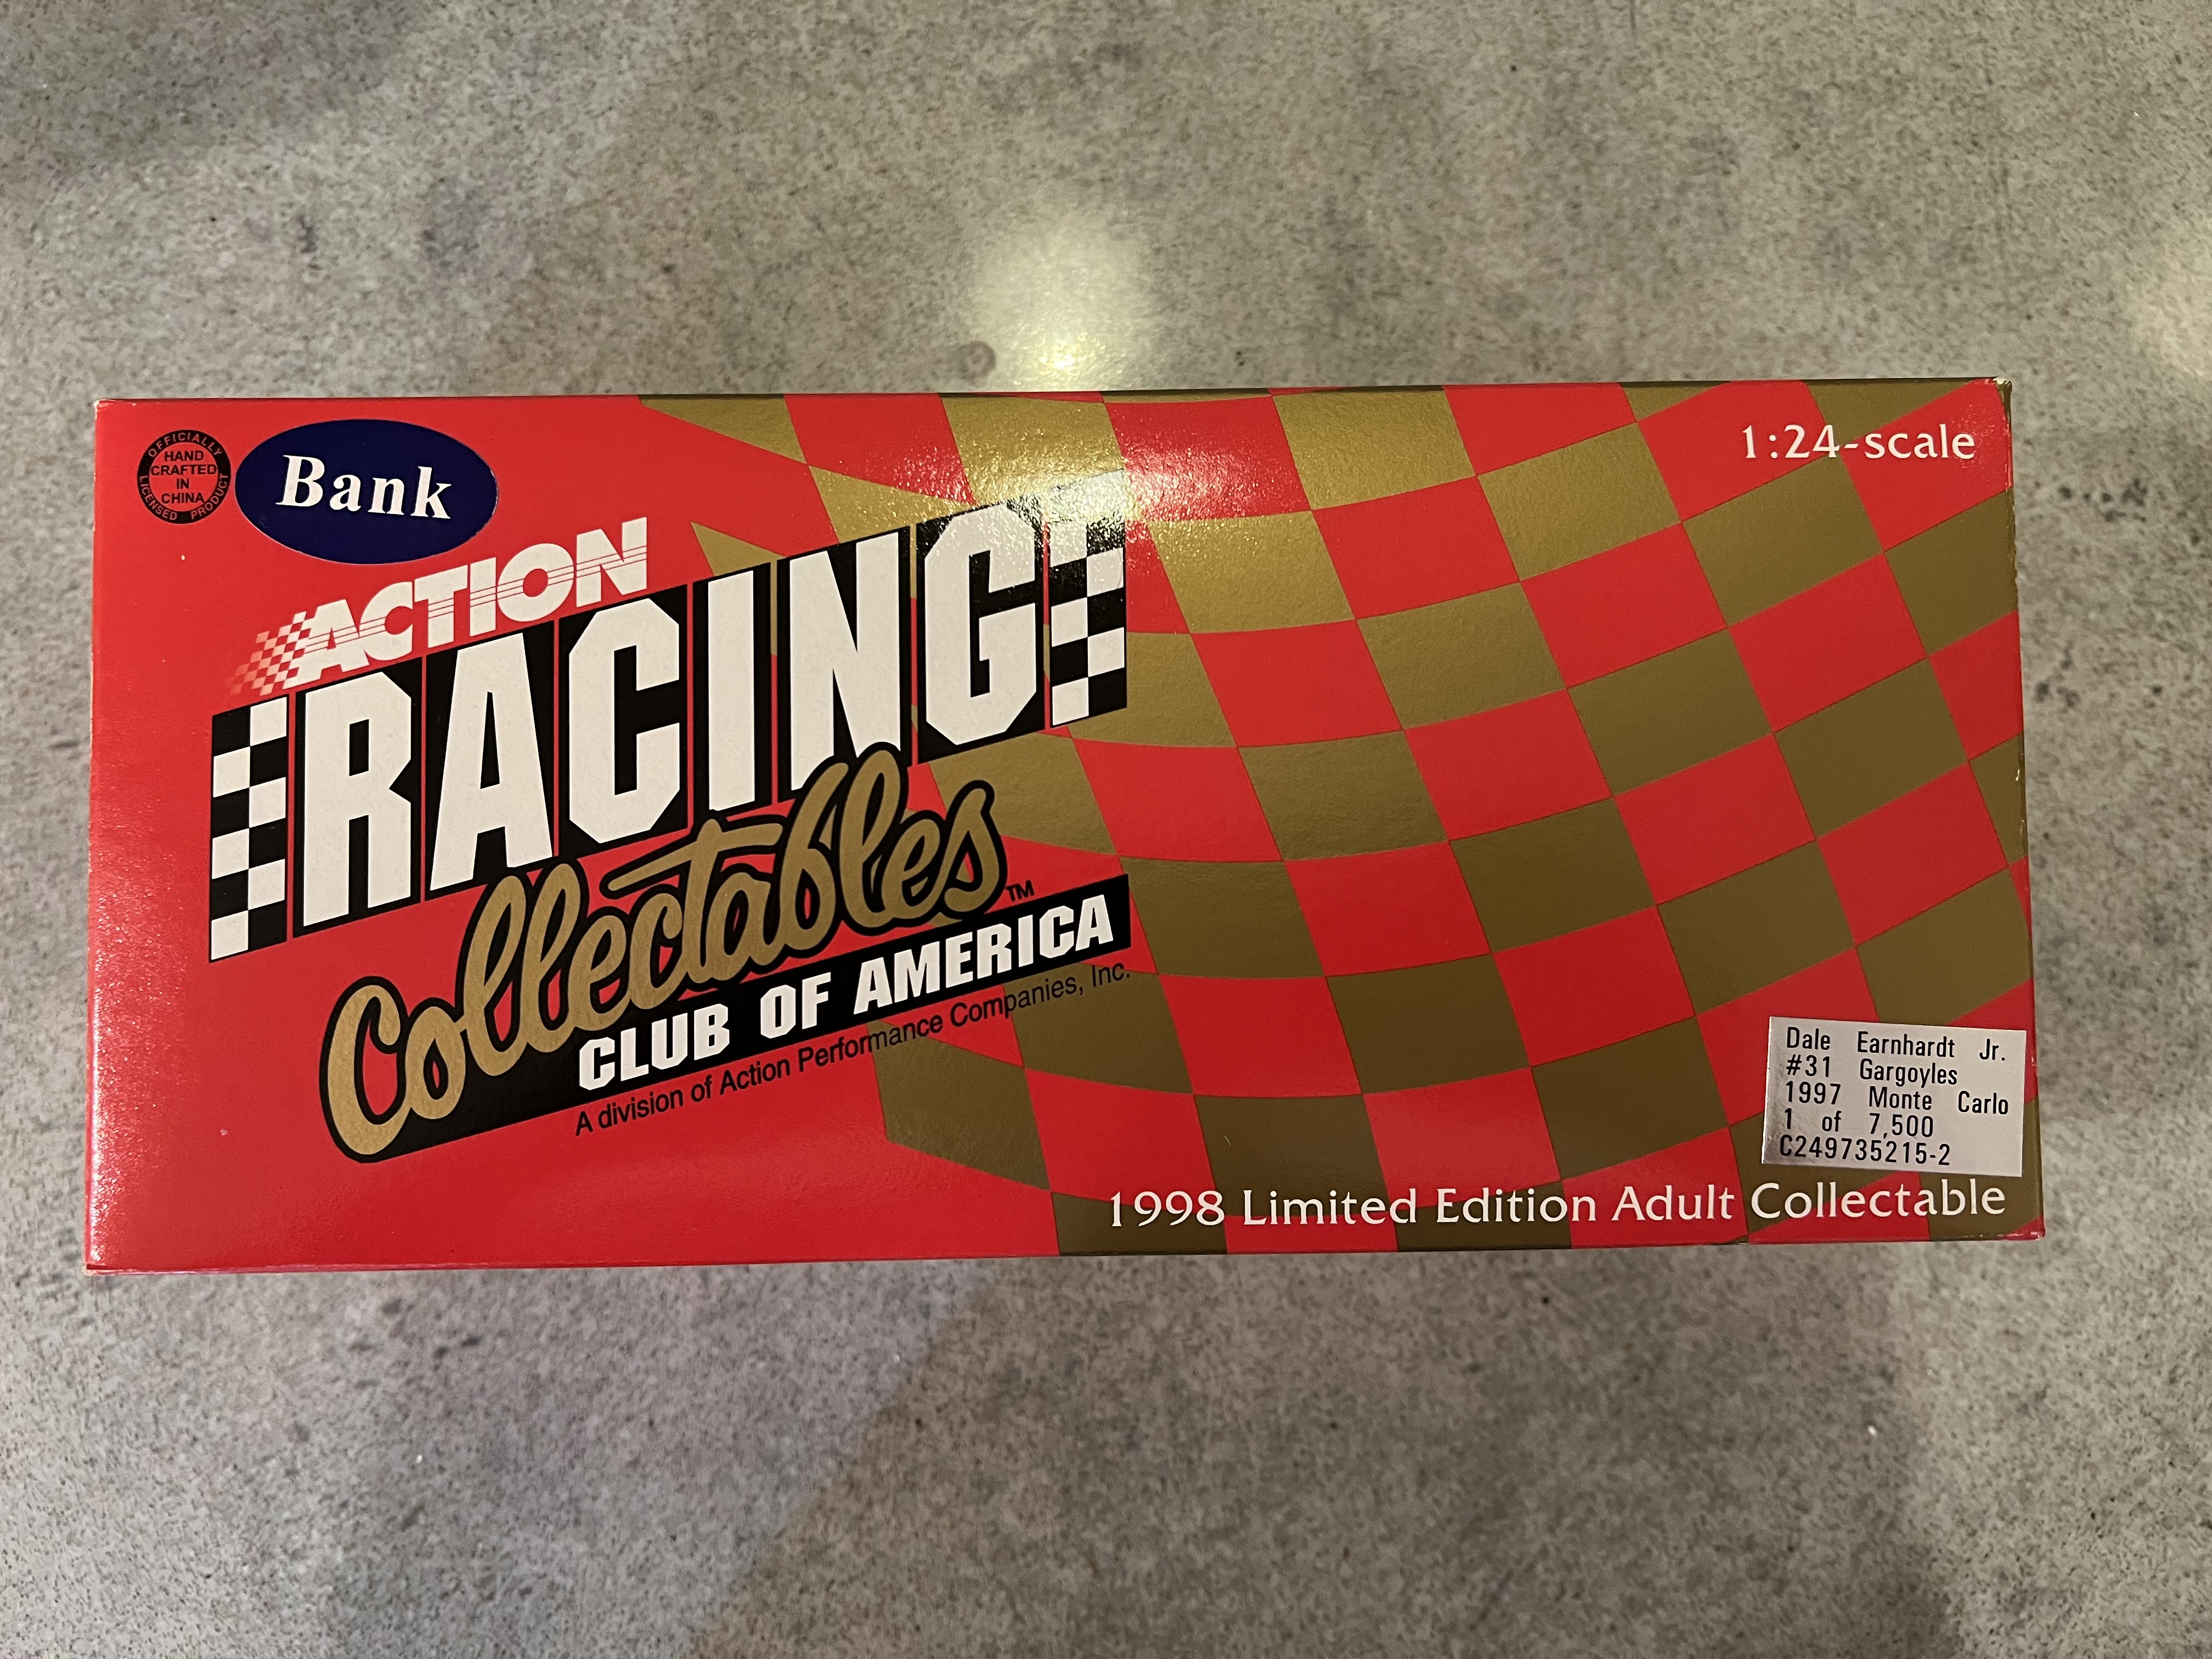 OFFICIALLY
HAND
CRAFTED
IN
CHINA
LICENSED PRODUCT
Bank
1:24-scale
ACTION
RACING
Collectables™
CLUB OF AMERICA
A division of Action Performance Companies, Inc.
Dale Earnhardt Jr.
#31 Gargoyles
1997 Monte Carlo
1 of 7,500
C249735215-2
1998 Limited Edition Adult Collectable